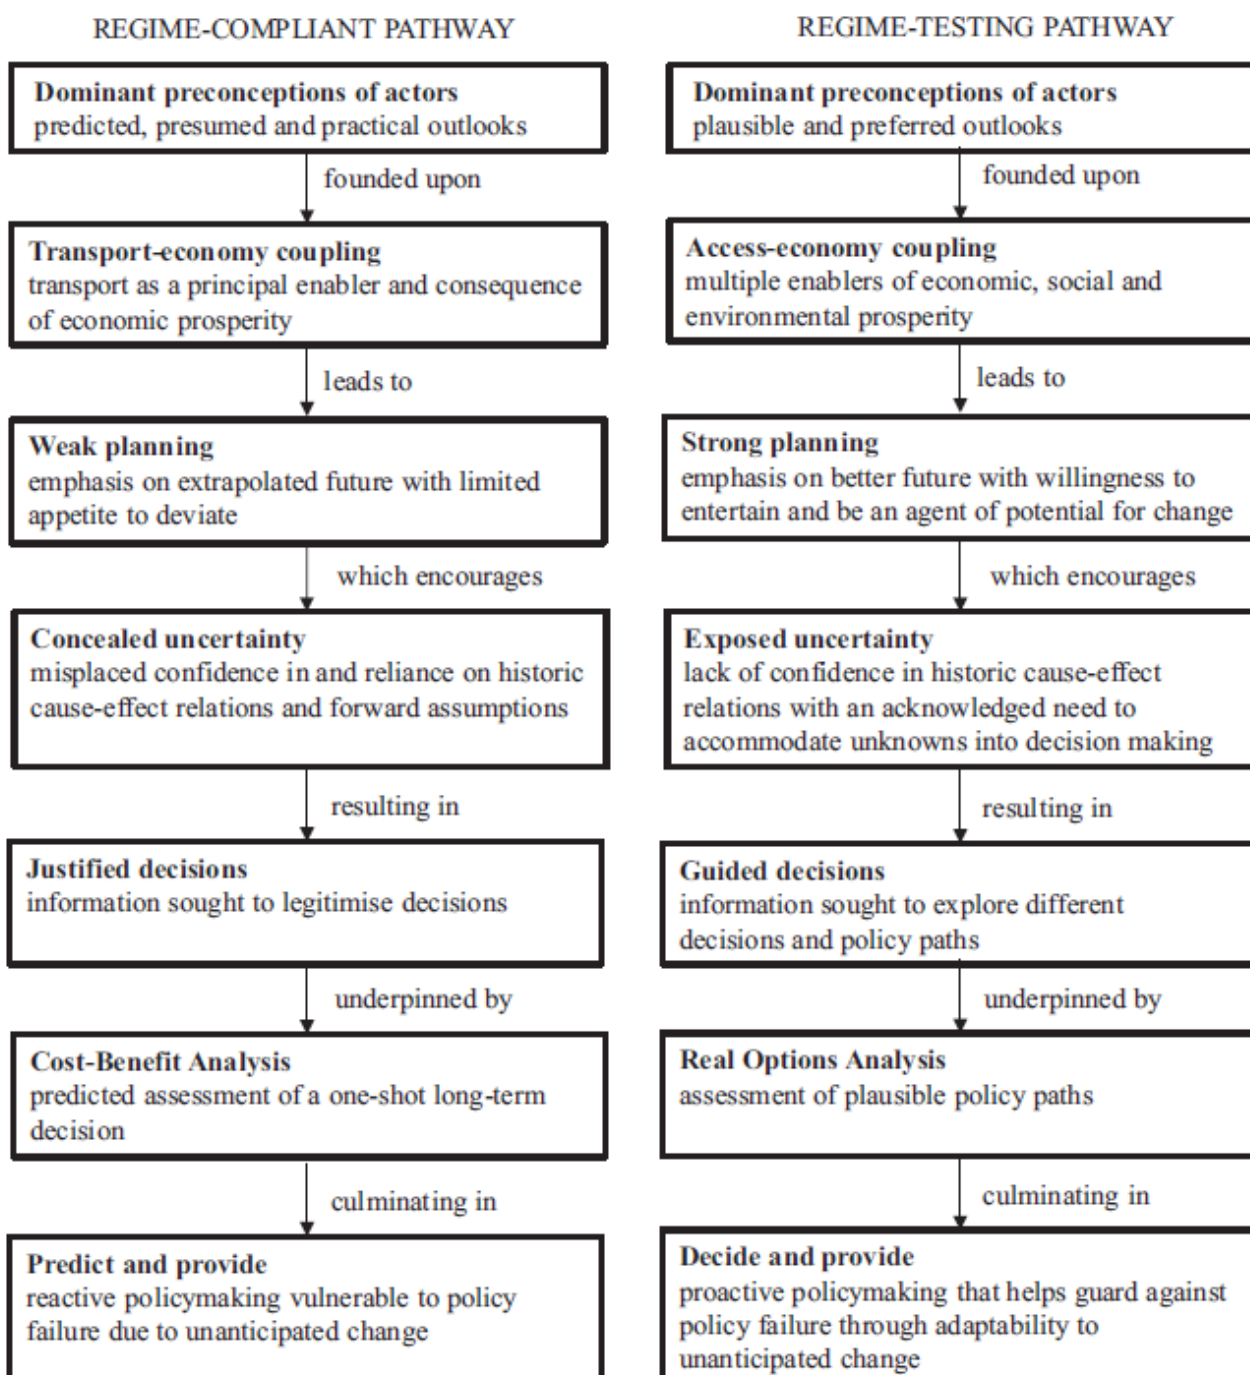 REGIME-COMPLIANT PATHWAY
Dominant preconceptions of actors
predicted, presumed and practical outlooks
founded upon
Transport-economy coupling
transport as a principal enabler and consequence
of economic prosperity
leads to
Weak planning
emphasis on extrapolated future with limited
appetite to deviate
which encourages
Concealed uncertainty
misplaced confidence in and reliance on historic
cause-effect relations and forward assumptions
resulting in
Justified decisions
information sought to legitimise decisions
underpinned by
Cost-Benefit Analysis
predicted assessment of a one-shot long-term
decision
culminating in
Predict and provide
reactive policymaking vulnerable to policy
failure due to unanticipated change
REGIME-TESTING PATHWAY
Dominant preconceptions of actors
plausible and preferred outlooks
founded upon
Access-economy coupling
multiple enablers of economic, social and
environmental prosperity
leads to
Strong planning
emphasis on better future with willingness to
entertain and be an agent of potential for change
which encourages
Exposed uncertainty
lack of confidence in historic cause-effect
relations with an acknowledged need to
accommodate unknowns into decision making
resulting in
Guided decisions
information sought to explore different
decisions and policy paths
underpinned by
Real Options Analysis
assessment of plausible policy paths
culminating in
Decide and provide
proactive policymaking that helps guard against
policy failure through adaptability to
unanticipated change